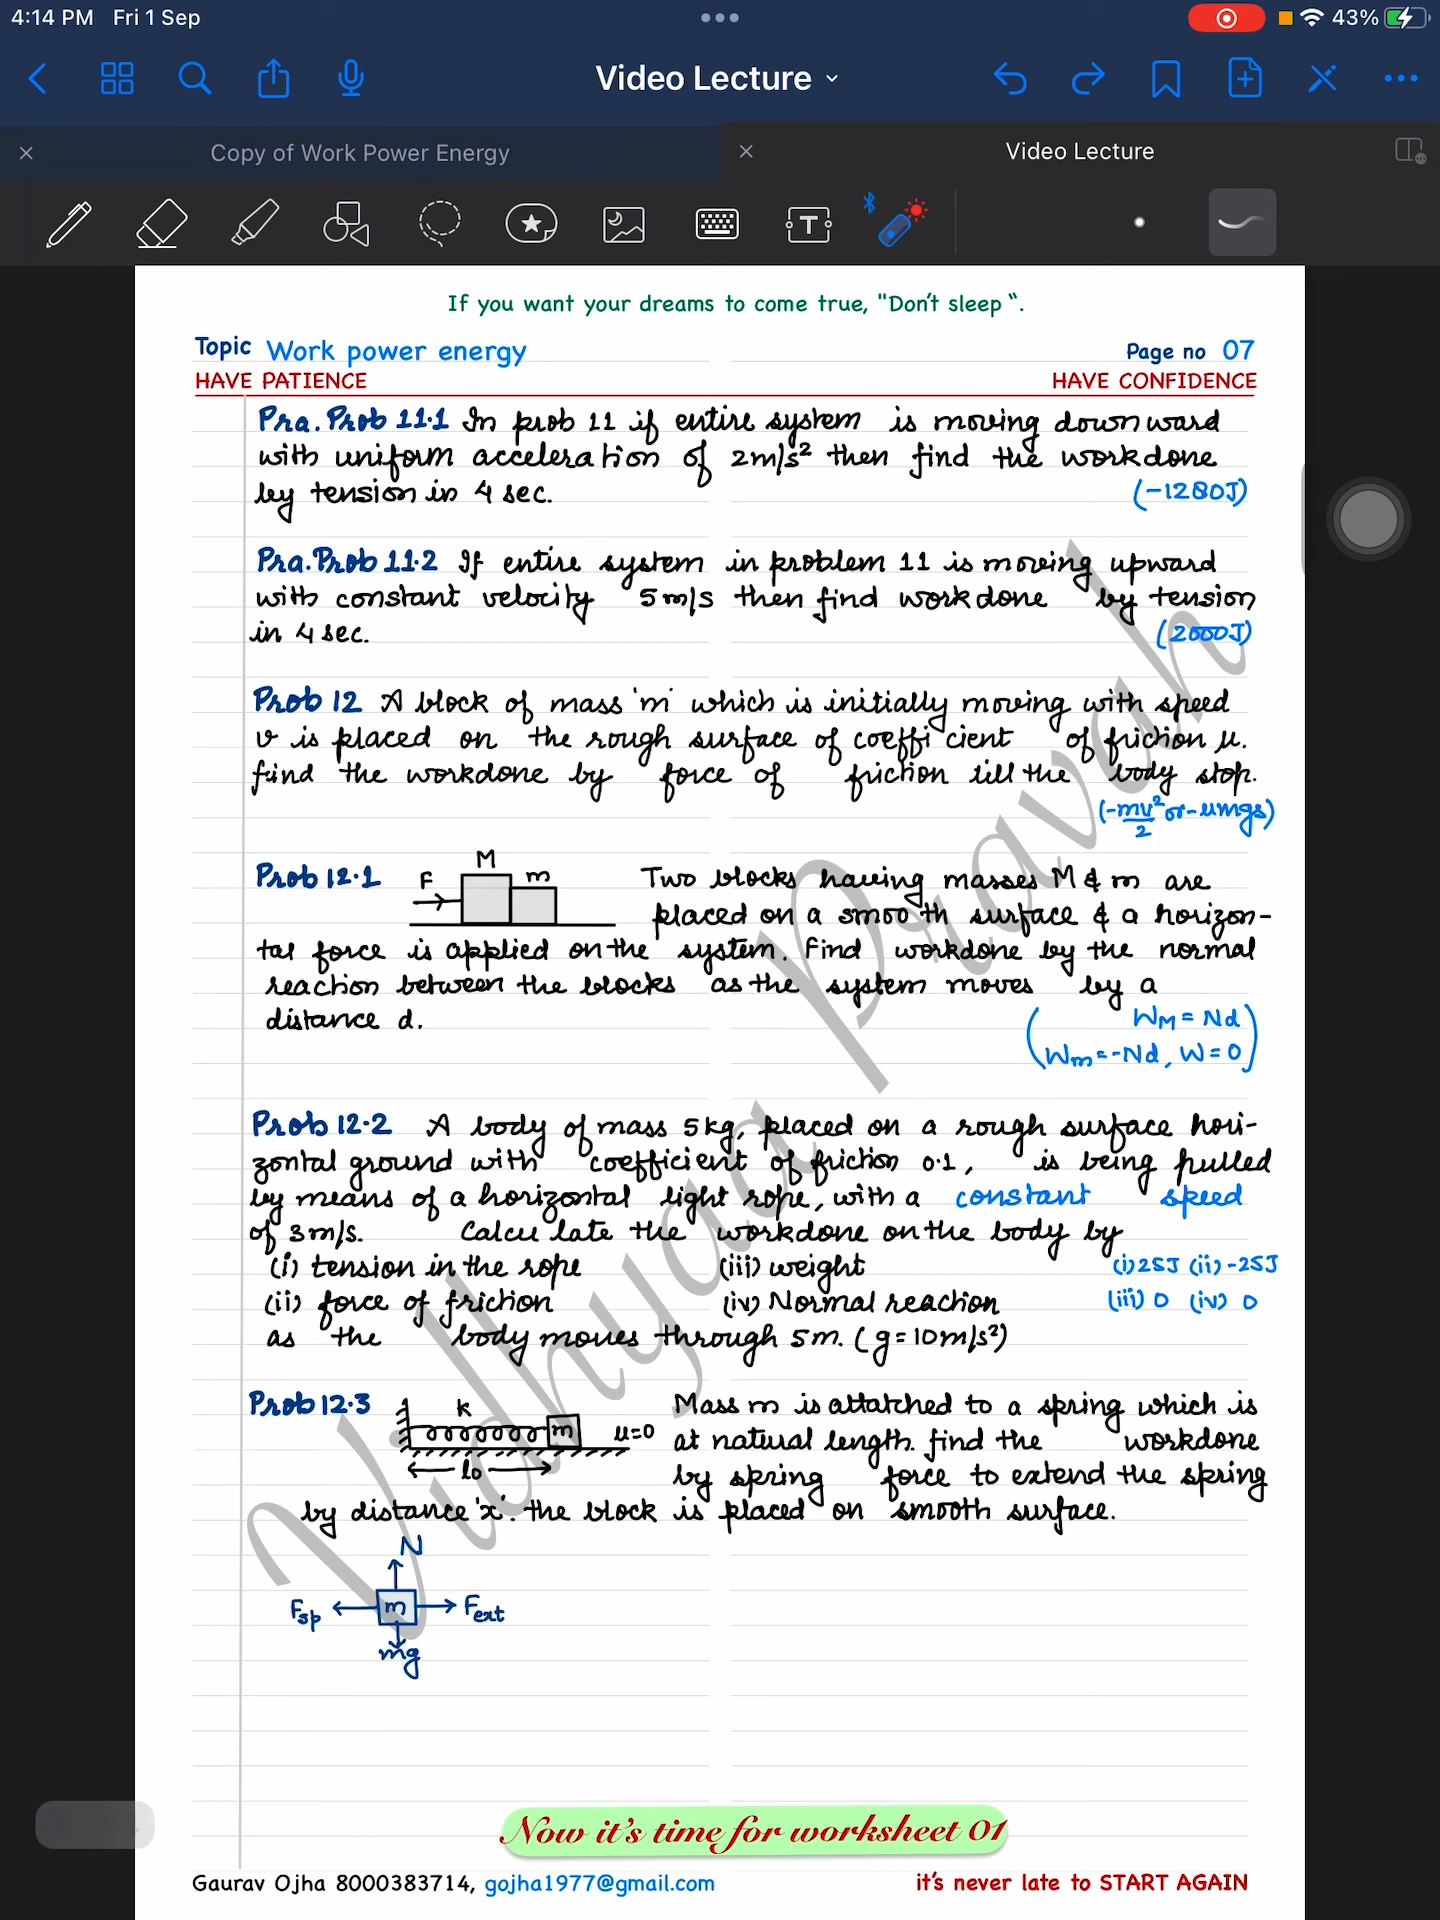 4:14 PM Fri 1 Sep
43%
Video Lecture
Copy of Work Power Energy
Video Lecture
If you want your dreams to come true, "Don't sleep".
Topic Work power energy Page no 07
HAVE PATIENCE HAVE CONFIDENCE
Pra. Prob 11.1 In prob 11 if entire system is moving downward
with uniform acceleration of 2m/s² then find the workdone
by tension in 4 sec. (-1280J)
Pra. Prob 11.2 If entire system in problem 11 is moving upward
with constant velocity 5m/s then find workdone by tension
in 4 sec. (2000J)
Prob 12 A block of mass 'm' which is initially moving with speed
v is placed on the rough surface of coefficient of friction μ.
find the workdone by force of friction till the body stop.
(-mv²/2 or -μmgs)
Prob 12.1 F M m Two blocks having masses M & m are
placed on a smooth surface & a horizon-
tal force is applied on the system. Find workdone by the normal
reaction between the blocks as the system moves by a
distance d. (W_M = Nd
W_m = -Nd, W = 0)
Prob 12.2 A body of mass 5kg, placed on a rough surface hori-
zontal ground with coefficient of friction 0.1, is being pulled
by means of a horizontal light rope, with a constant speed
of 3m/s. Calculate the workdone on the body by
(i) tension in the rope (iii) weight (i) 25J (ii) -25J
(ii) force of friction (iv) Normal reaction (iii) 0 (iv) 0
as the body moves through 5m. (g = 10m/s²)
Prob 12.3 k m μ=0 l₀ Mass m is attatched to a spring which is
at natural length. find the workdone
by spring force to extend the spring
by distance 'x'. the block is placed on smooth surface.
N
F_sp m F_ext
mg
Vidhyaa Pravah
Now it's time for worksheet 01
Gaurav Ojha 8000383714, gojha1977@gmail.com it's never late to START AGAIN